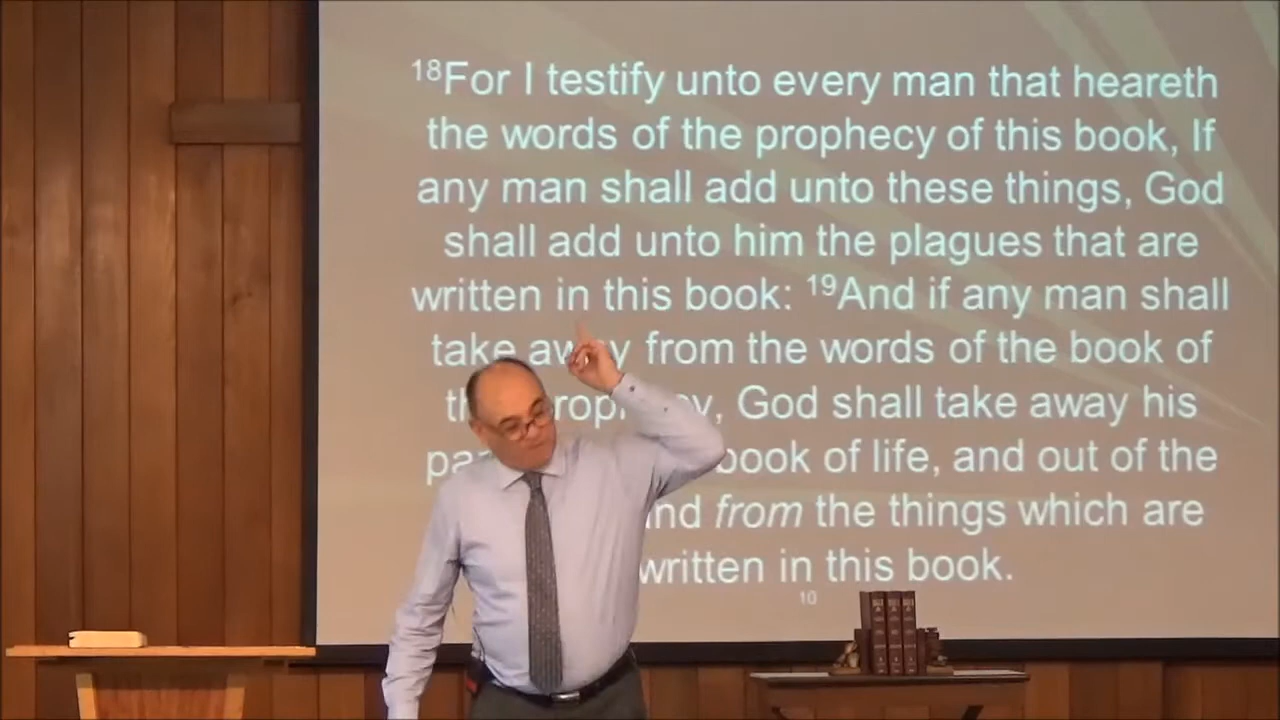 ¹⁸For I testify unto every man that heareth
the words of the prophecy of this book, If
any man shall add unto these things, God
shall add unto him the plagues that are
written in this book: ¹⁹And if any man shall
take away from the words of the book of
God shall take away his
book of life, and out of the
and from the things which are
written in this book.
10